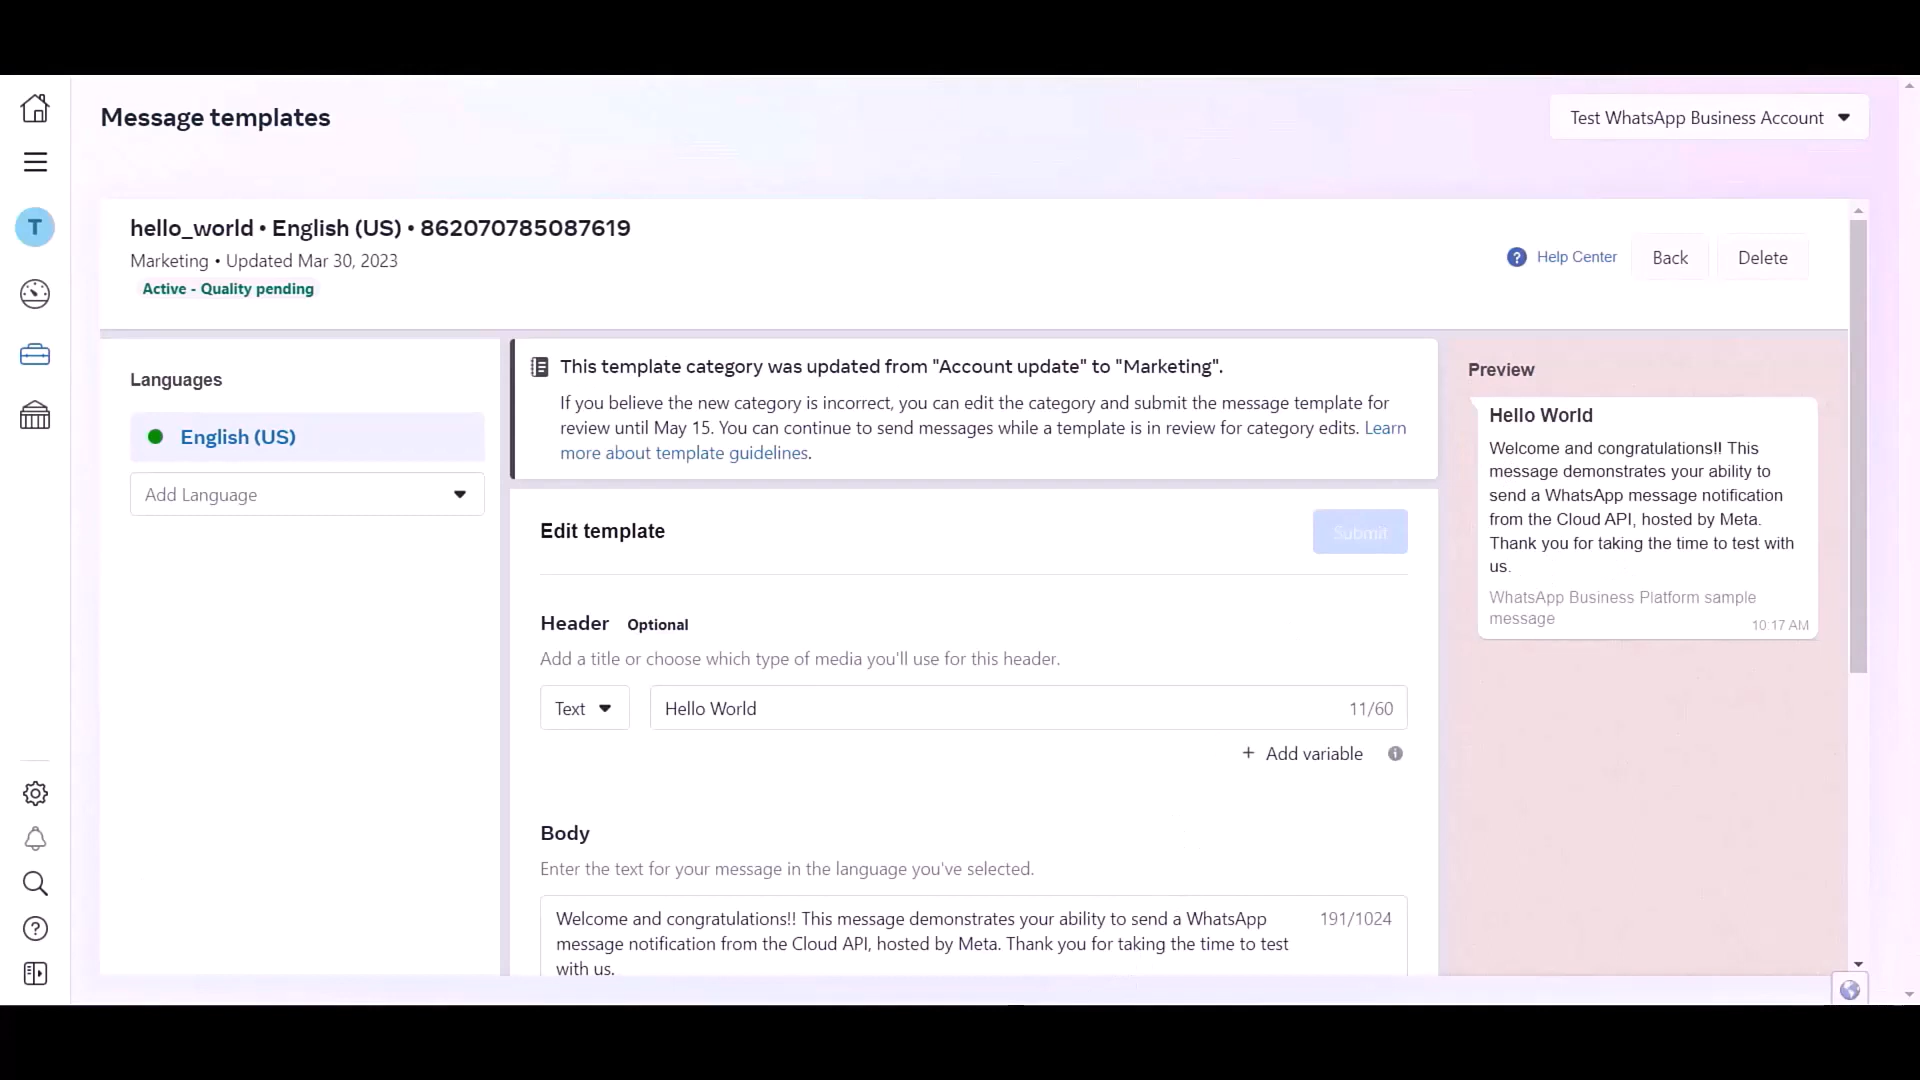 Message templates
Test WhatsApp Business Account
T
hello_world • English (US) • 862070785087619
Marketing • Updated Mar 30, 2023
Active - Quality pending
? Help Center
Back
Delete
Languages
English (US)
Add Language
This template category was updated from "Account update" to "Marketing".
If you believe the new category is incorrect, you can edit the category and submit the message template for
review until May 15. You can continue to send messages while a template is in review for category edits. Learn
more about template guidelines.
Edit template
Submit
Header Optional
Add a title or choose which type of media you'll use for this header.
Text
Hello World
11/60
+ Add variable
Body
Enter the text for your message in the language you've selected.
Welcome and congratulations!! This message demonstrates your ability to send a WhatsApp
191/1024
message notification from the Cloud API, hosted by Meta. Thank you for taking the time to test
with us.
Preview
Hello World
Welcome and congratulations!! This
message demonstrates your ability to
send a WhatsApp message notification
from the Cloud API, hosted by Meta.
Thank you for taking the time to test with
us.
WhatsApp Business Platform sample
message
10:17 AM